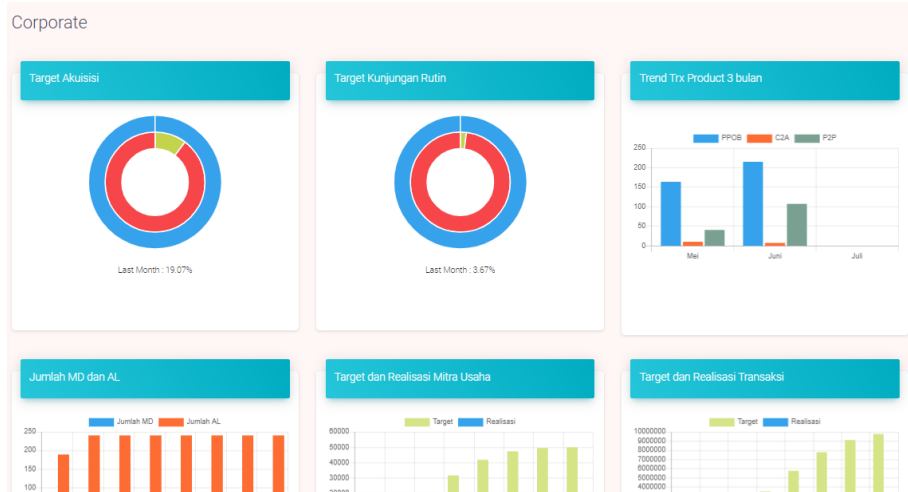 Corporate
Target Akuisisi
Target Kunjungan Rutin
Trend Trx Product 3 bulan
PPOB C2A P2P
250
200
150
100
50
0
Mei Juni Juli
Last Month : 19.07%
Last Month : 3.67%
Jumlah MD dan AL
Target dan Realisasi Mitra Usaha
Target dan Realisasi Transaksi
Jumlah MD Jumlah AL
250
200
150
100
Target Realisasi
60000
50000
40000
30000
Target Realisasi
10000000
9000000
8000000
7000000
6000000
5000000
4000000